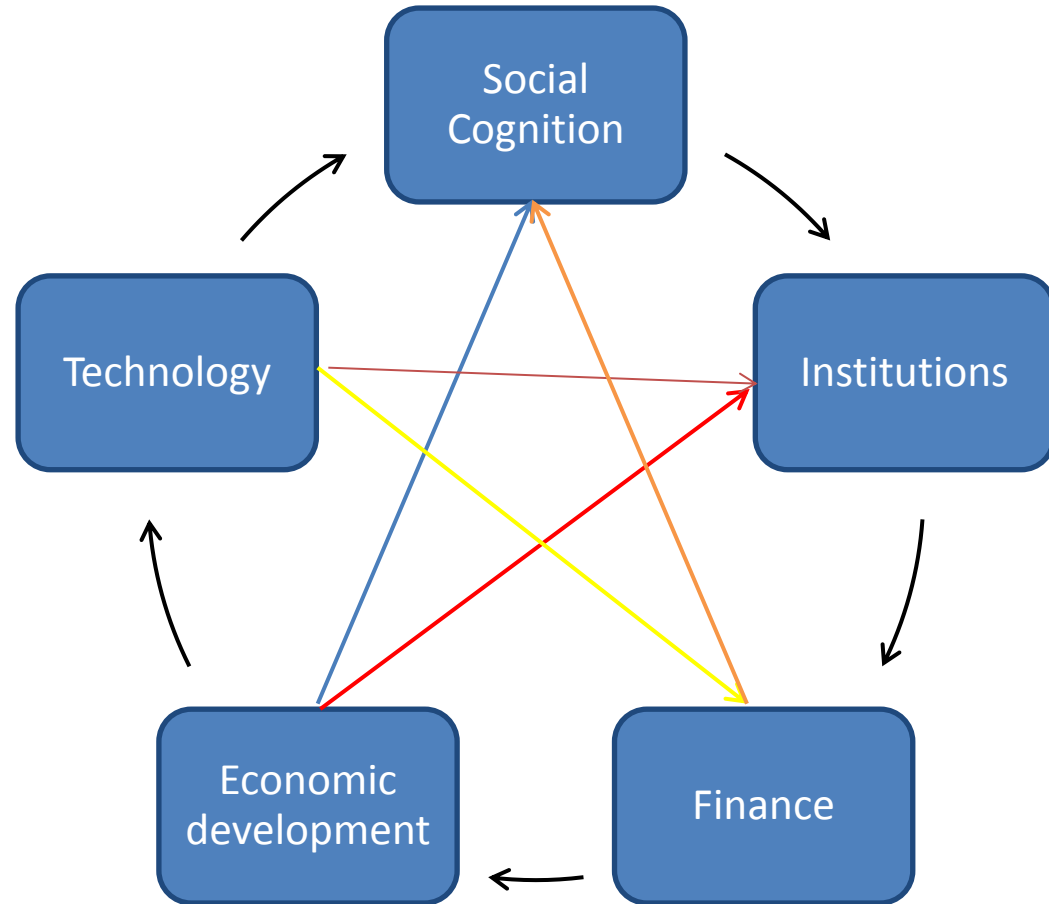 Social
Cognition
Technology
Institutions
Economic
development
Finance